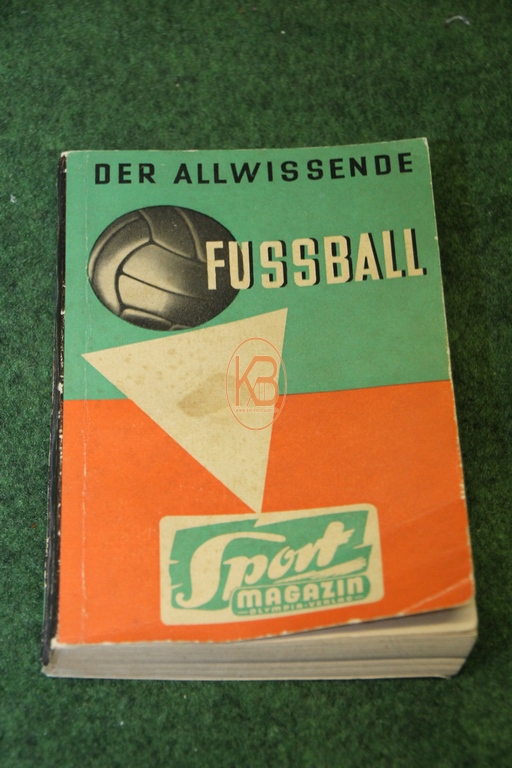 DER ALLWISSENDE
FUSSBALL
KB
Sport
MAGAZIN
OLYMPIA-VERLAG